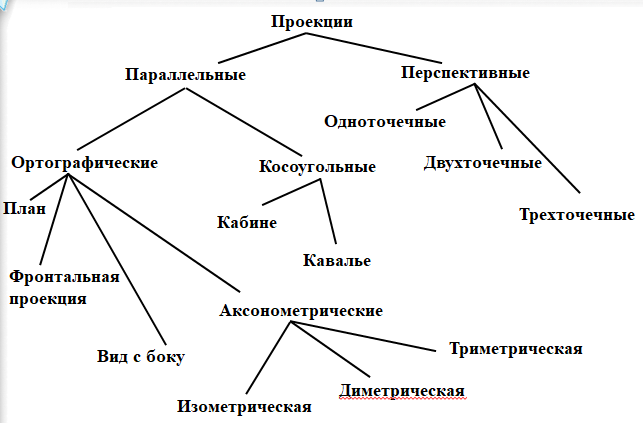 Проекции
Параллельные
Перспективные
Одноточечные
Ортографические
Косоугольные
Двухточечные
План
Кабине
Трехточечные
Кавалье
Фронтальная
проекция
Аксонометрические
Вид с боку
Триметрическая
Диметрическая
Изометрическая